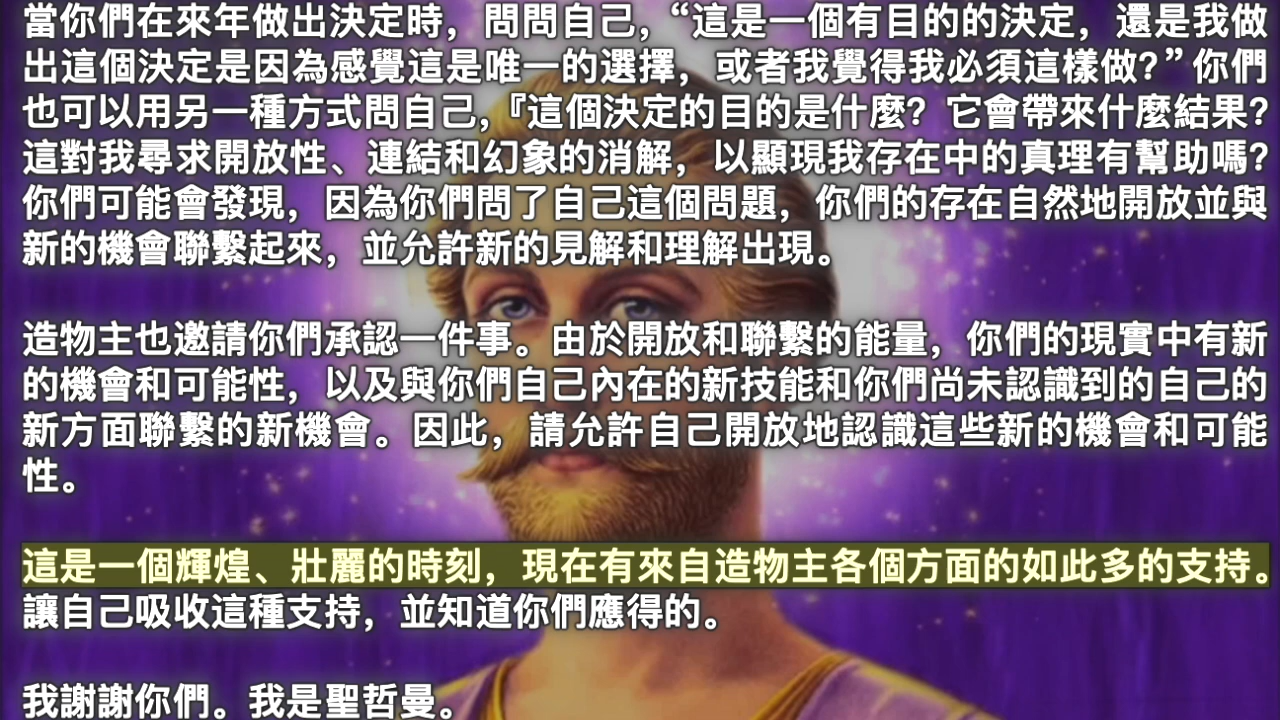 當你們在來年做出決定時，問問自己，“這是一個有目的的決定，還是我做
出這個決定是因為感覺這是唯一的選擇，或者我覺得我必須這樣做？”你們
也可以用另一種方式問自己，『這個決定的目的是什麼？它會帶來什麼結果？
這對我尋求開放性、連結和幻象的消解，以顯現我存在中的真理有幫助嗎？
你們可能會發現，因為你們問了自己這個問題，你們的存在自然地開放並與
新的機會聯繫起來，並允許新的見解和理解出現。
造物主也邀請你們承認一件事。由於開放和聯繫的能量，你們的現實中有新
的機會和可能性，以及與你們自己內在的新技能和你們尚未認識到的自己的
新方面聯繫的新機會。因此，請允許自己開放地認識這些新的機會和可能
性。
這是一個輝煌、壯麗的時刻，現在有來自造物主各個方面的如此多的支持。
讓自己吸收這種支持，並知道你們應得的。
我謝謝你們。我是聖哲曼。